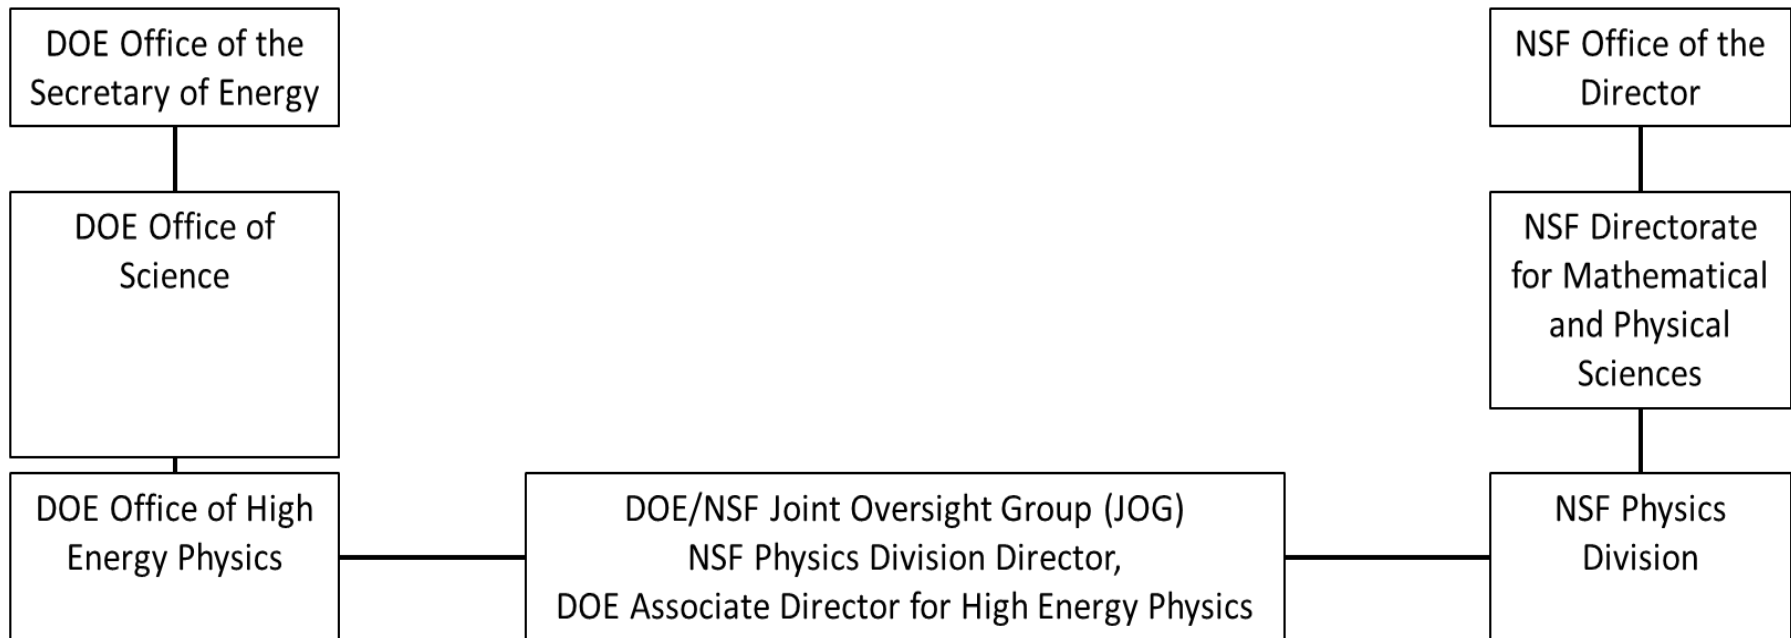 DOE Office of the
Secretary of Energy
NSF Office of the
Director
DOE Office of
Science
NSF Directorate
for Mathematical
and Physical
Sciences
DOE Office of High
Energy Physics
DOE/NSF Joint Oversight Group (JOG)
NSF Physics Division Director,
DOE Associate Director for High Energy Physics
NSF Physics
Division